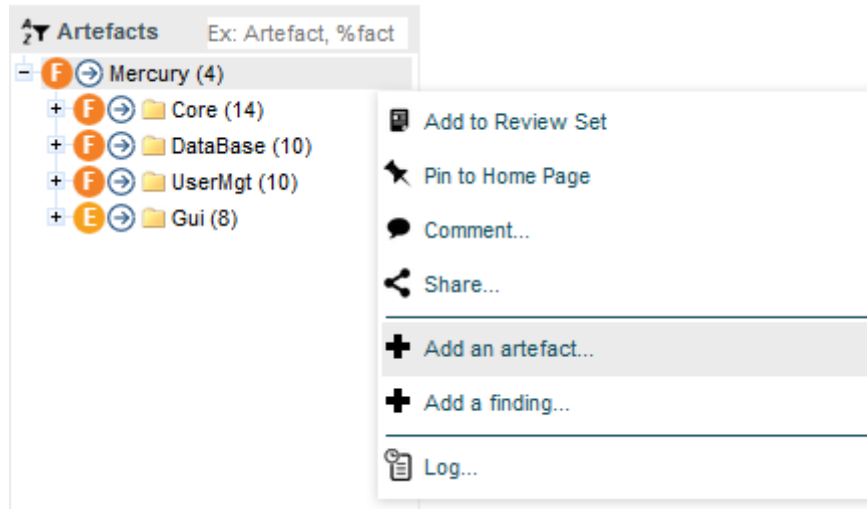 Artefacts Ex: Artefact, %fact
F Mercury (4)
F Core (14)
F DataBase (10)
F UserMgt (10)
E Gui (8)
Add to Review Set
Pin to Home Page
Comment...
Share...
Add an artefact...
Add a finding...
Log...